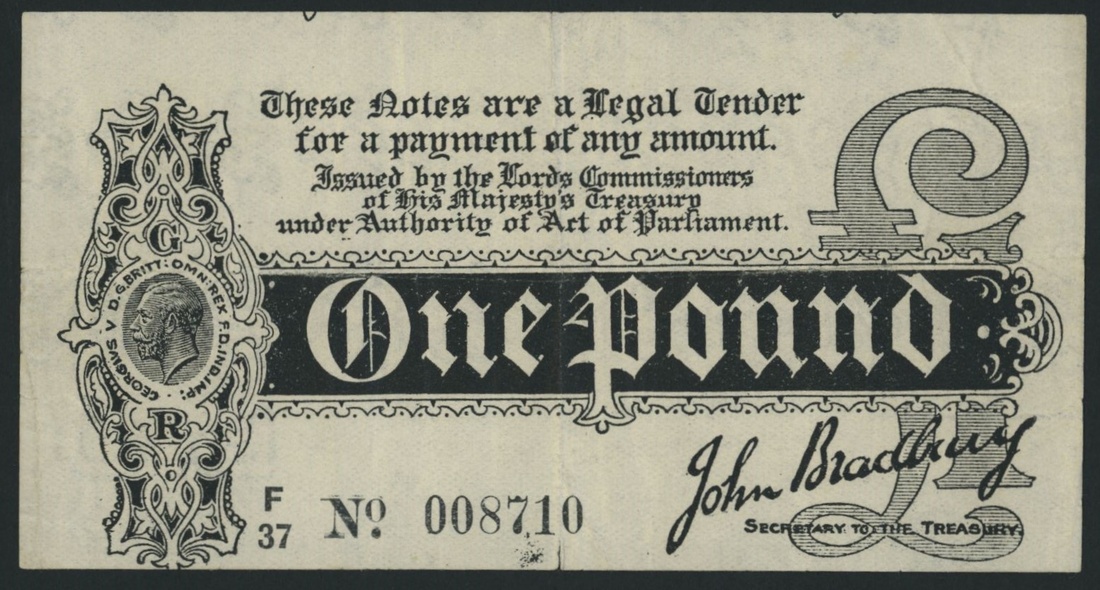 These Notes are a Legal Tender
for a payment of any amount.
Issued by the Lords Commissioners
of His Majesty's Treasury
under Authority of Act of Parliament.
£1
G
GEORGIVS V D.G.BRITT: OMN: REX F.D.IND.IMP:
R
One Pound
John Bradbury
SECRETARY TO THE TREASURY.
£1
F
37
No. 008710